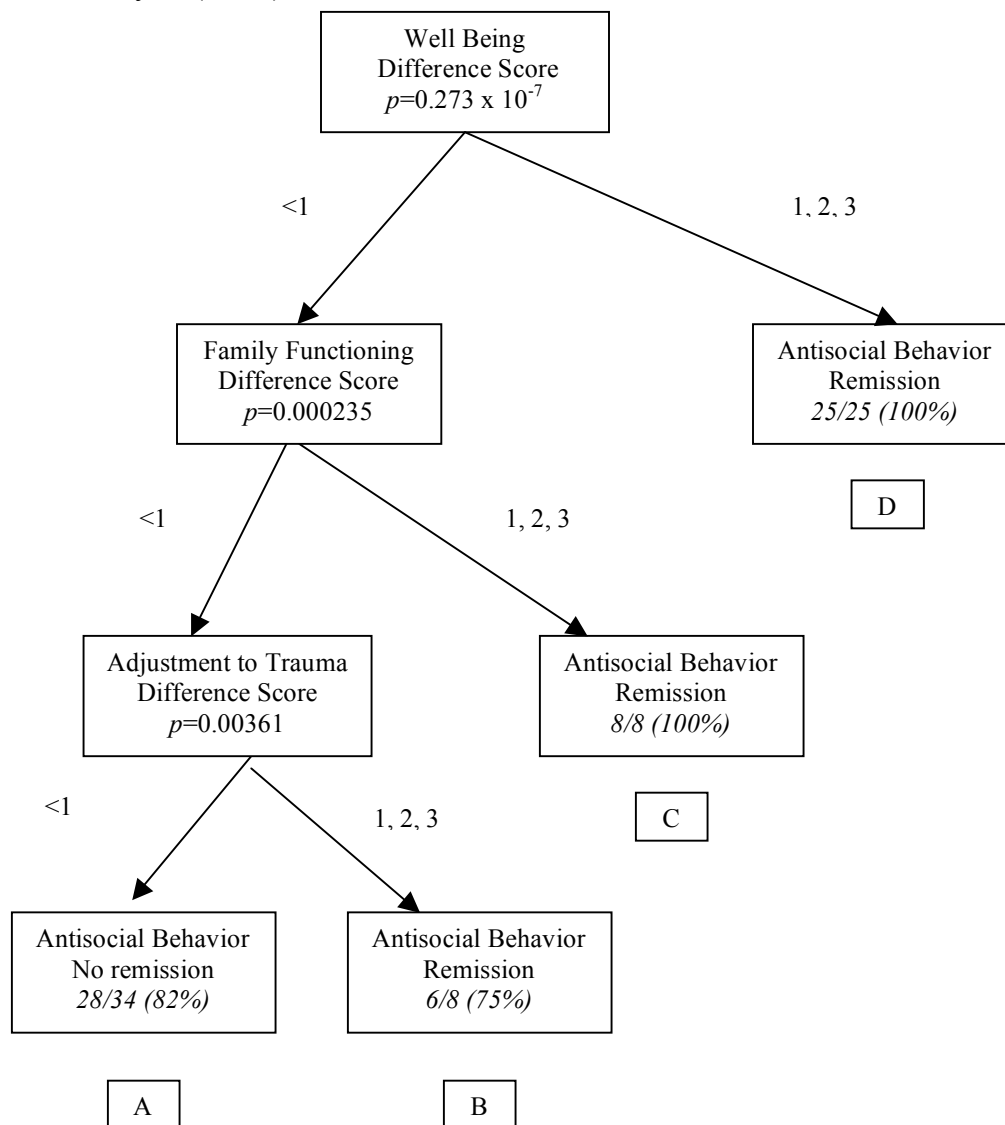 Well Being
Difference Score
p=0.273 x 10⁻⁷
<1
1, 2, 3
Family Functioning
Difference Score
p=0.000235
Antisocial Behavior
Remission
25/25 (100%)
D
<1
1, 2, 3
Adjustment to Trauma
Difference Score
p=0.00361
Antisocial Behavior
Remission
8/8 (100%)
C
<1
1, 2, 3
Antisocial Behavior
No remission
28/34 (82%)
Antisocial Behavior
Remission
6/8 (75%)
A
B